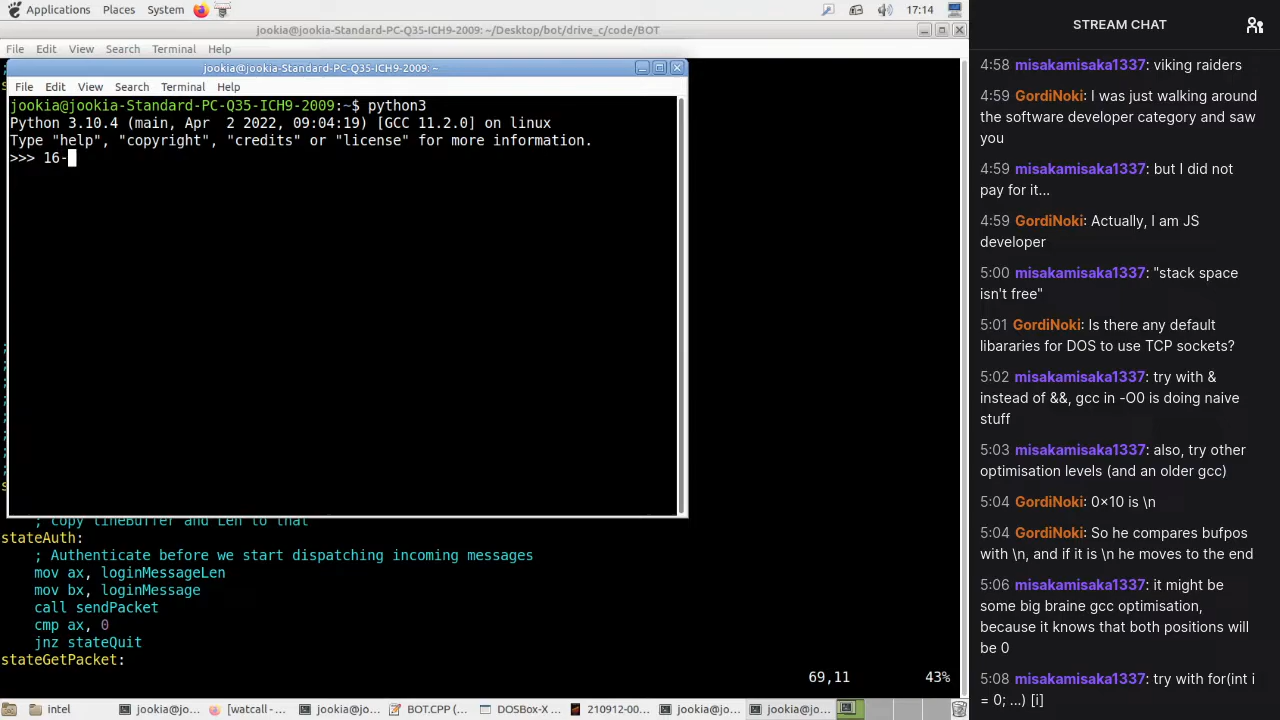 Applications Places System 17:14
jookia@jookia-Standard-PC-Q35-ICH9-2009: ~/Desktop/bot/drive_c/code/BOT
File Edit View Search Terminal Help
jookia@jookia-Standard-PC-Q35-ICH9-2009: ~
File Edit View Search Terminal Help
jookia@jookia-Standard-PC-Q35-ICH9-2009:~$ python3
Python 3.10.4 (main, Apr  2 2022, 09:04:19) [GCC 11.2.0] on linux
Type "help", "copyright", "credits" or "license" for more information.
>>> 16-
; copy lineBuffer and Len to that
stateAuth:
; Authenticate before we start dispatching incoming messages
mov ax, loginMessageLen
mov bx, loginMessage
call sendPacket
cmp ax, 0
jnz stateQuit
stateGetPacket:
69,11 43%
intel jookia@jo... [watcall -... jookia@jo... BOT.CPP (... DOSBox-X ... 210912-00... jookia@jo... jookia@jo...
STREAM CHAT
4:58 misakamisaka1337: viking raiders
4:59 GordiNoki: I was just walking around
the software developer category and saw
you
4:59 misakamisaka1337: but I did not
pay for it...
4:59 GordiNoki: Actually, I am JS
developer
5:00 misakamisaka1337: "stack space
isn't free"
5:01 GordiNoki: Is there any default
libararies for DOS to use TCP sockets?
5:02 misakamisaka1337: try with &
instead of &&, gcc in -O0 is doing naive
stuff
5:03 misakamisaka1337: also, try other
optimisation levels (and an older gcc)
5:04 GordiNoki: 0×10 is \n
5:04 GordiNoki: So he compares bufpos
with \n, and if it is \n he moves to the end
5:06 misakamisaka1337: it might be
some big braine gcc optimisation,
because it knows that both positions will
be 0
5:08 misakamisaka1337: try with for(int i
= 0; ...) [i]